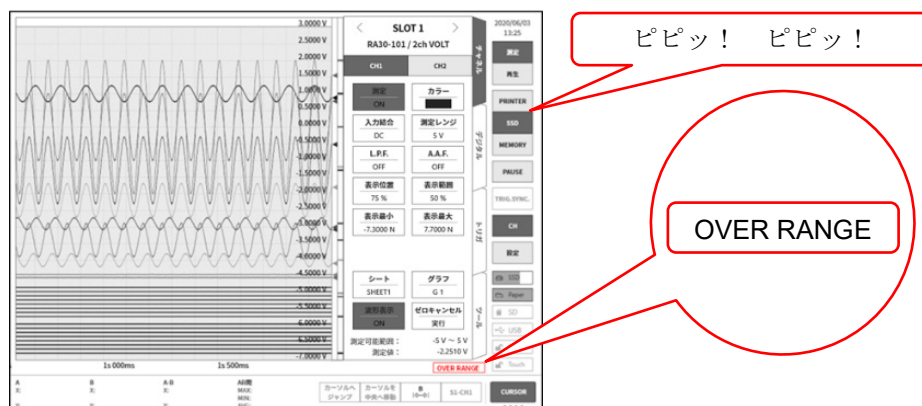 3.0000 V
2.5000 V
2.0000 V
1.5000 V
1.0000 V
0.5000 V
0.0000 V
-0.5000 V
-1.0000 V
-1.5000 V
-2.0000 V
-2.5000 V
-3.0000 V
-3.5000 V
-4.0000 V
-4.5000 V
-5.0000 V
-5.5000 V
-6.0000 V
-6.5000 V
-7.0000 V
1s000ms
1s500ms
SLOT 1
RA30-101 / 2ch VOLT
CH1
CH2
測定
ON
カラー
入力結合
DC
測定レンジ
5 V
L.P.F.
OFF
A.A.F.
OFF
表示位置
75 %
表示範囲
50 %
表示最小
-7.3000 N
表示最大
7.7000 N
シート
SHEET1
グラフ
G 1
波形表示
ON
ゼロキャンセル
実行
測定可能範囲： -5 V ～ 5 V
測定値： -2.2510 V
OVER RANGE
チャネル
デジタル
トリガ
ツール
2020/06/03
13:25
測定
再生
PRINTER
SSD
MEMORY
PAUSE
TRIG.SYNC.
CH
設定
SSD
Paper
SD
USB
Touch
A
X:
B
X:
A-B
X:
AB間
MAX:
MIN:
カーソルへ
ジャンプ
カーソルを
中央へ移動
B
S1-CH1
CURSOR
ピピッ！　ピピッ！
OVER RANGE